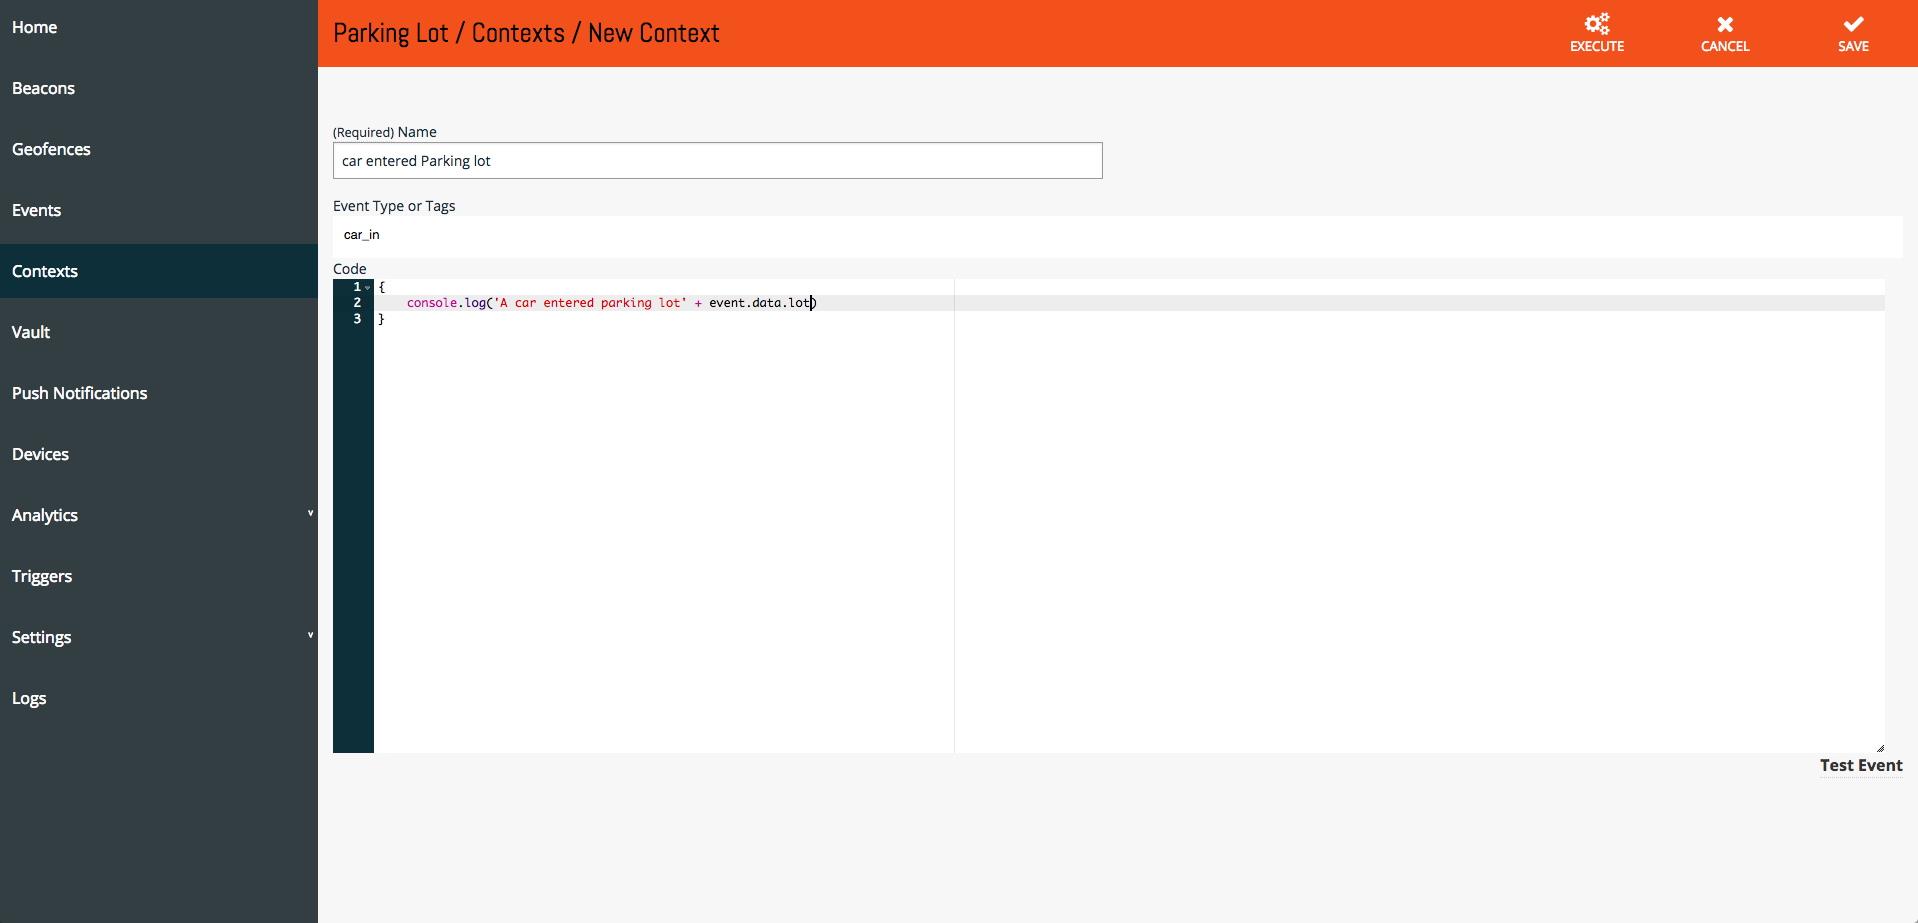 Home
Beacons
Geofences
Events
Contexts
Vault
Push Notifications
Devices
Analytics
Triggers
Settings
Logs
Parking Lot / Contexts / New Context
EXECUTE
CANCEL
SAVE
(Required) Name
car entered Parking lot
Event Type or Tags
car_in
Code
1 {
2 console.log('A car entered parking lot' + event.data.lot)
3 }
Test Event